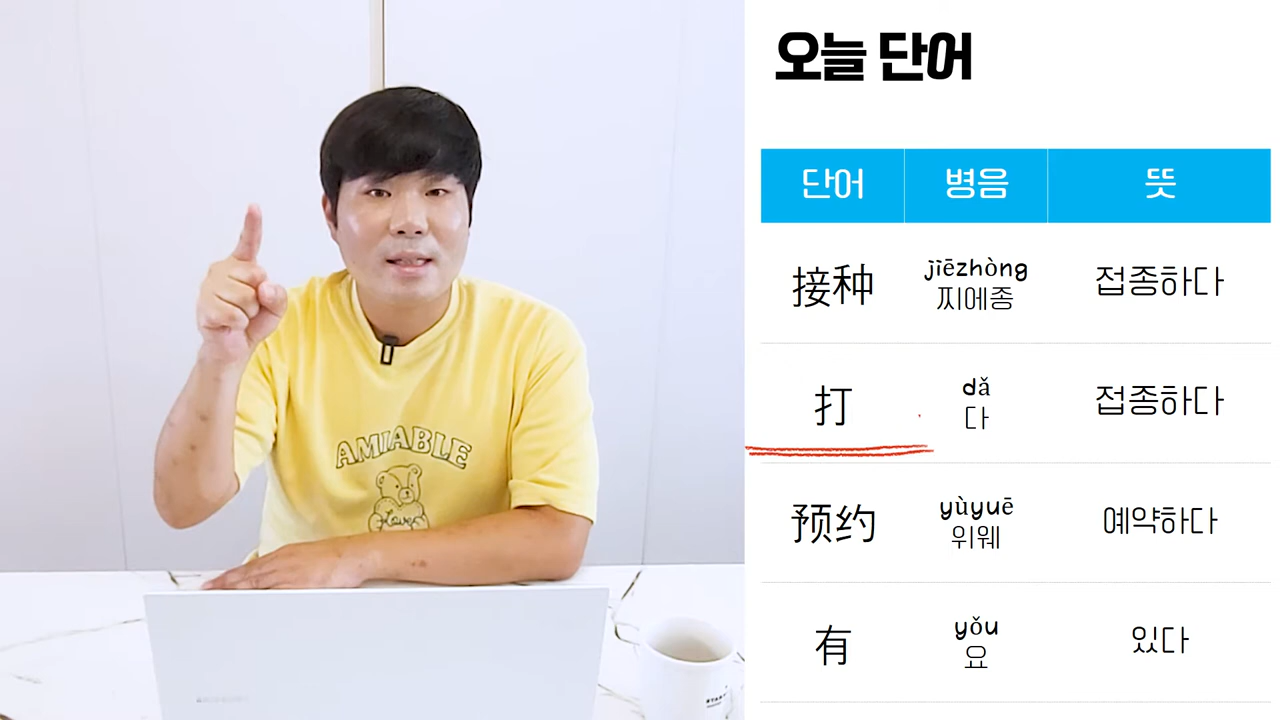 오늘 단어
단어 병음 뜻
接种 jiēzhòng 찌에종 접종하다
打 dǎ 다 접종하다
预约 yùyuē 위웨 예약하다
有 yǒu 요 있다
AMIABLE